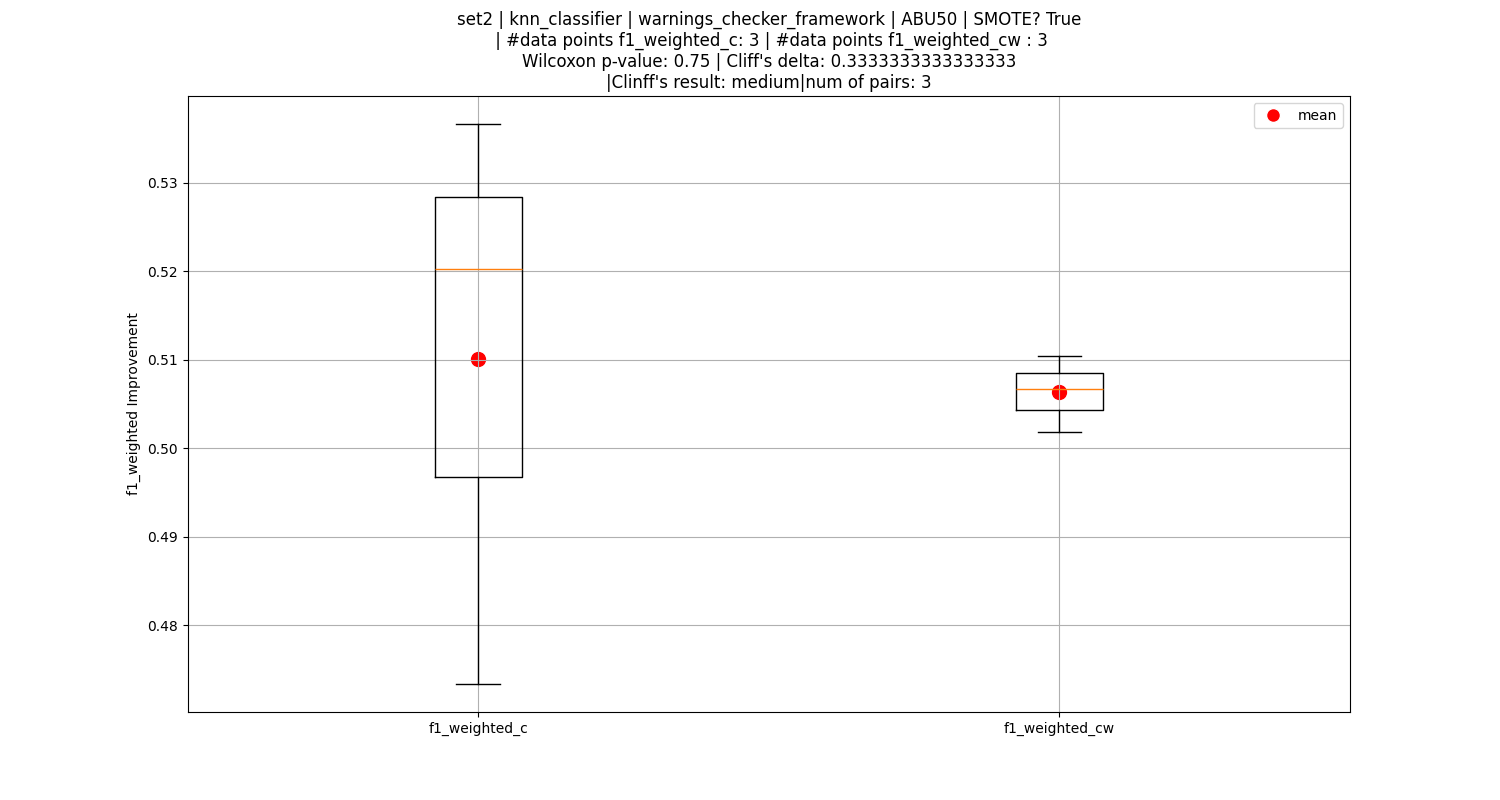 set2 | knn_classifier | warnings_checker_framework | ABU50 | SMOTE? True
| #data points f1_weighted_c: 3 | #data points f1_weighted_cw : 3
Wilcoxon p-value: 0.75 | Cliff's delta: 0.3333333333333333
|Clinff's result: medium|num of pairs: 3
mean
0.53
0.52
0.51
0.50
0.49
0.48
f1_weighted Improvement
f1_weighted_c
f1_weighted_cw